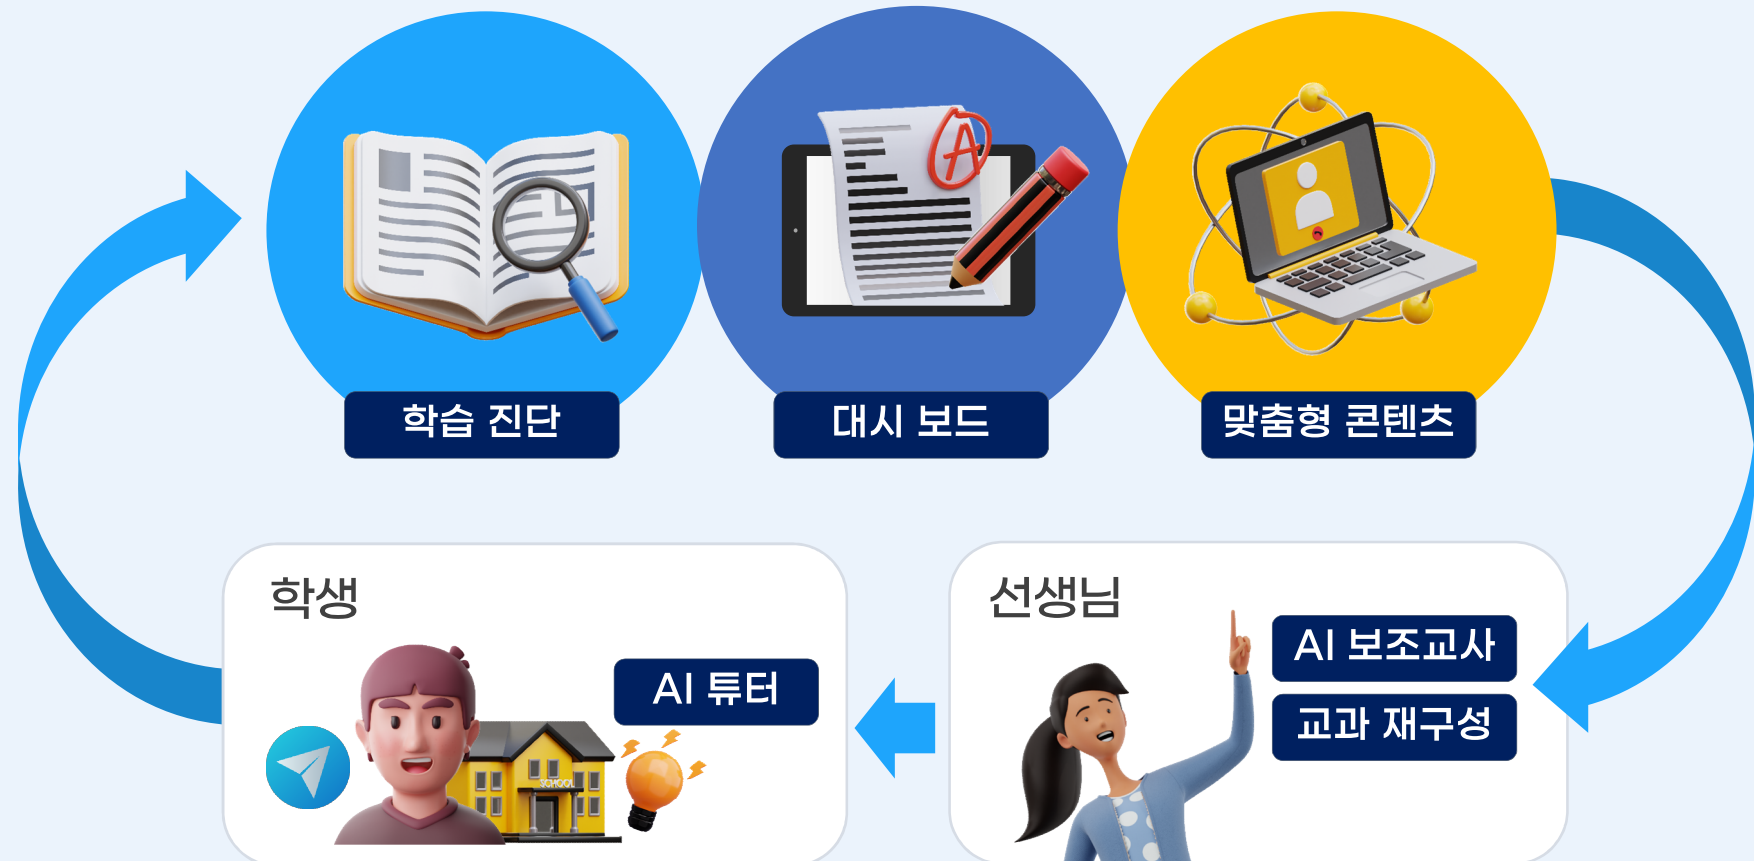 학습 진단
대시 보드
맞춤형 콘텐츠
학생
AI 튜터
SCHOOL
선생님
AI 보조교사
교과 재구성
A